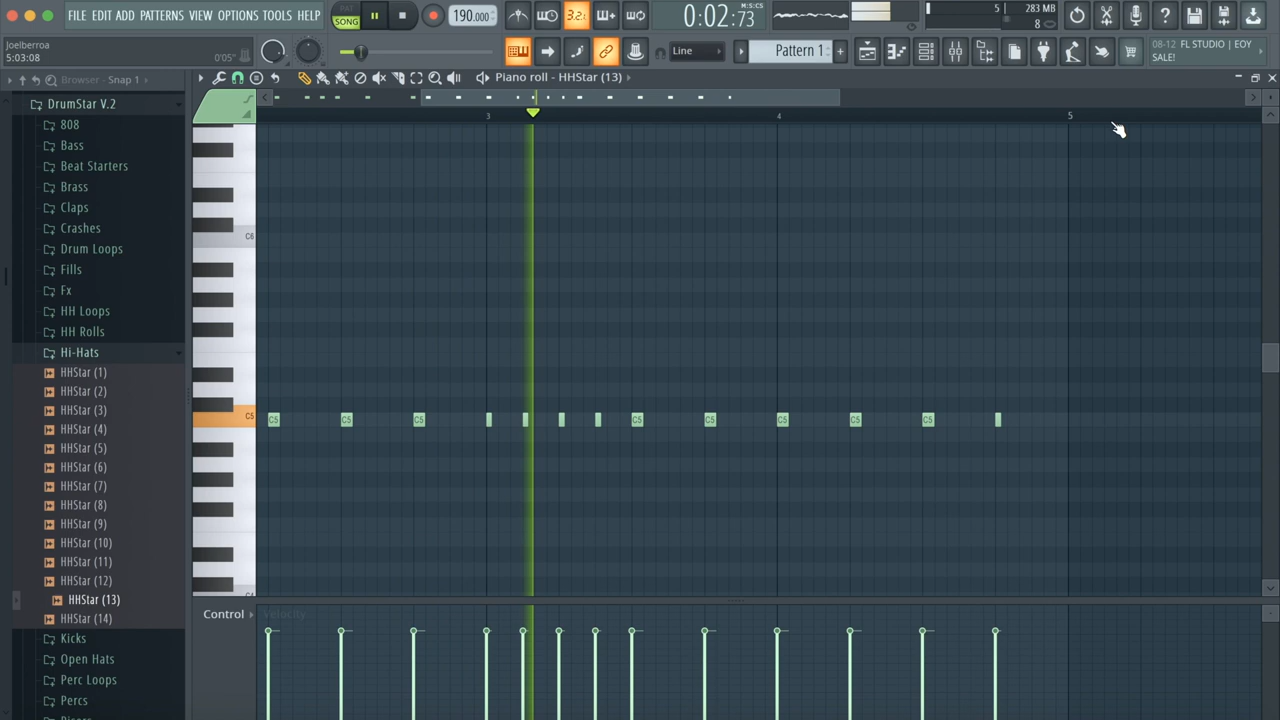 FILE EDIT ADD PATTERNS VIEW OPTIONS TOOLS HELP
SONG
190.000
3.2.
0:02:73
M:S:CS
5
283 MB
8
Joelberroa
5:03:08
0'05"
Line
Pattern 1
08-12 FL STUDIO | EOY
SALE!
Browser - Snap 1
Piano roll - HHStar (13)
DrumStar V.2
808
Bass
Beat Starters
Brass
Claps
Crashes
Drum Loops
Fills
Fx
HH Loops
HH Rolls
Hi-Hats
HHStar (1)
HHStar (2)
HHStar (3)
HHStar (4)
HHStar (5)
HHStar (6)
HHStar (7)
HHStar (8)
HHStar (9)
HHStar (10)
HHStar (11)
HHStar (12)
HHStar (13)
HHStar (14)
Kicks
Open Hats
Perc Loops
Percs
3 4 5
C6
C5
C5 C5 C5 C5 C5 C5 C5 C5
Control
Velocity